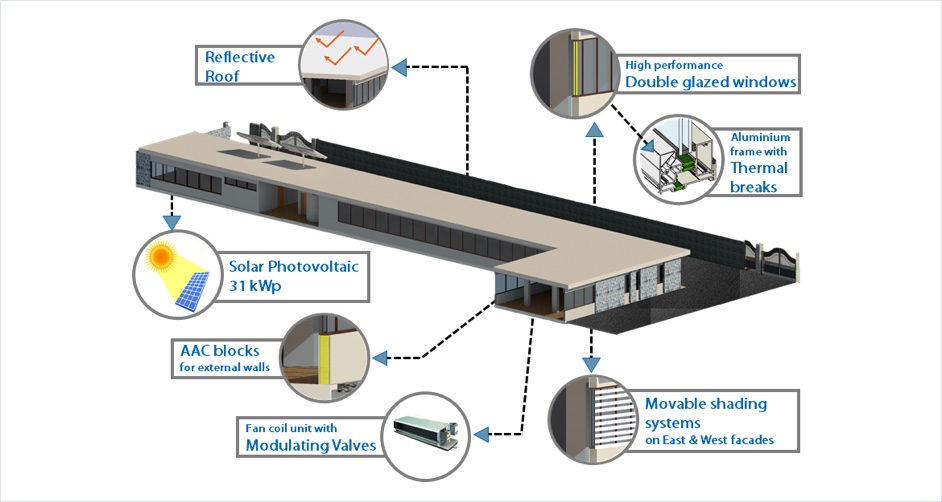 Reflective
Roof
High performance
Double glazed windows
Aluminium
frame with
Thermal
breaks
Solar Photovoltaic
31 kWp
AAC blocks
for external walls
Fan coil unit with
Modulating Valves
Movable shading
systems
on East & West facades